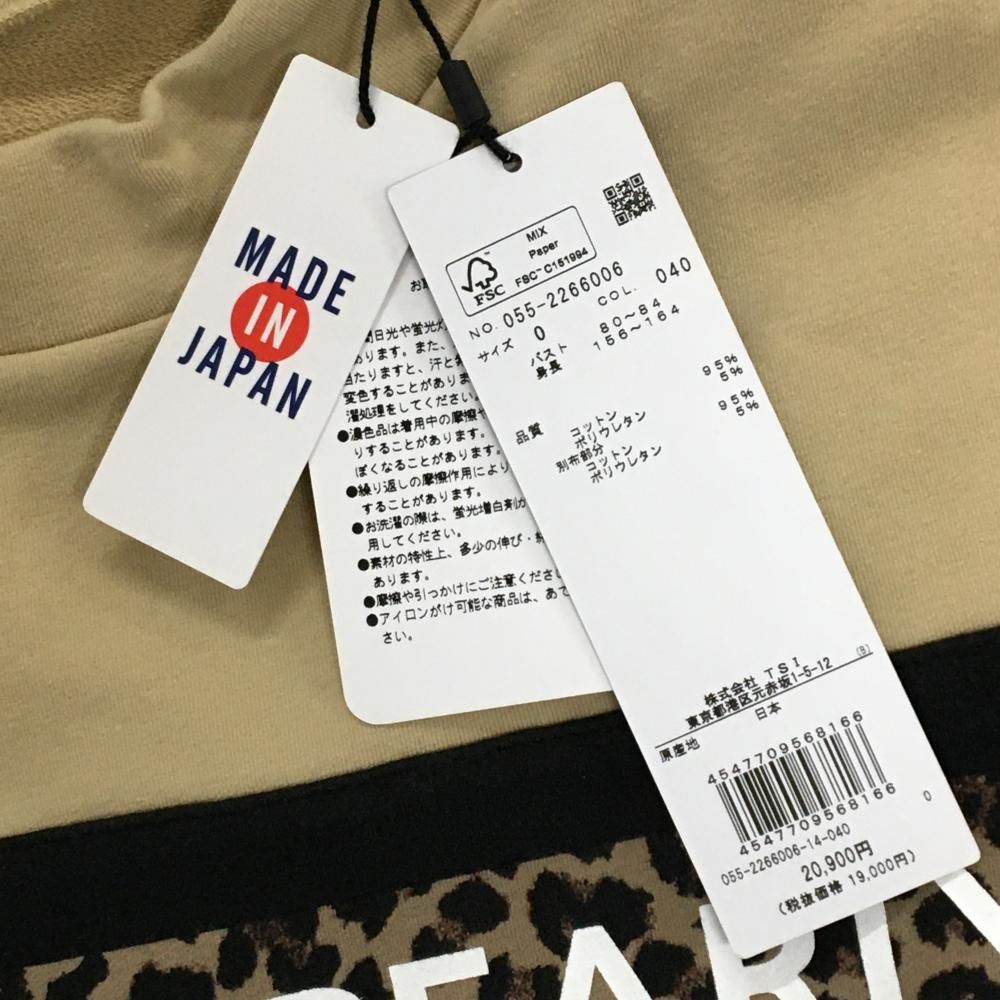 MADE
IN
JAPAN
あります。また、
当たりますと、汗と
変色することがありま
濯処理をしてください。
●濃色品は着用中の摩擦や
りすることがあります。
ぽくなることがあります。
●繰り返しの摩擦作用により
することがあります。
●お洗濯の際は、蛍光増白剤が
用してください。
●素材の特性上、多少の伸び・
あります。
●摩擦や引っかけにご注意くださ
●アイロンがけ可能な商品は、あて
さい。
MIX
Paper
FSC™ C151994
FSC
NO. 055-2266006
COL. 040
サイズ 0
バスト 80～84
身長 156～164
品質 コットン 95%
ポリウレタン 5%
別布部分
コットン 95%
ポリウレタン 5%
株式会社 TSI
東京都港区元赤坂1-5-12 (B)
原産地 日本
4547709568166
4547709568166
055-2266006-14-040 0
20,900円
(税抜価格 19,000円)